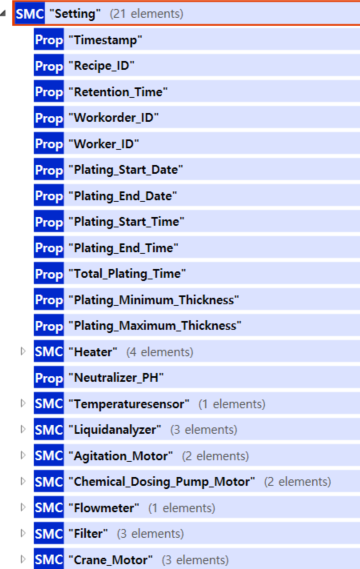 SMC "Setting" (21 elements)
Prop "Timestamp"
Prop "Recipe_ID"
Prop "Retention_Time"
Prop "Workorder_ID"
Prop "Worker_ID"
Prop "Plating_Start_Date"
Prop "Plating_End_Date"
Prop "Plating_Start_Time"
Prop "Plating_End_Time"
Prop "Total_Plating_Time"
Prop "Plating_Minimum_Thickness"
Prop "Plating_Maximum_Thickness"
SMC "Heater" (4 elements)
Prop "Neutralizer_PH"
SMC "Temperaturesensor" (1 elements)
SMC "Liquidanalyzer" (3 elements)
SMC "Agitation_Motor" (2 elements)
SMC "Chemical_Dosing_Pump_Motor" (2 elements)
SMC "Flowmeter" (1 elements)
SMC "Filter" (3 elements)
SMC "Crane_Motor" (3 elements)